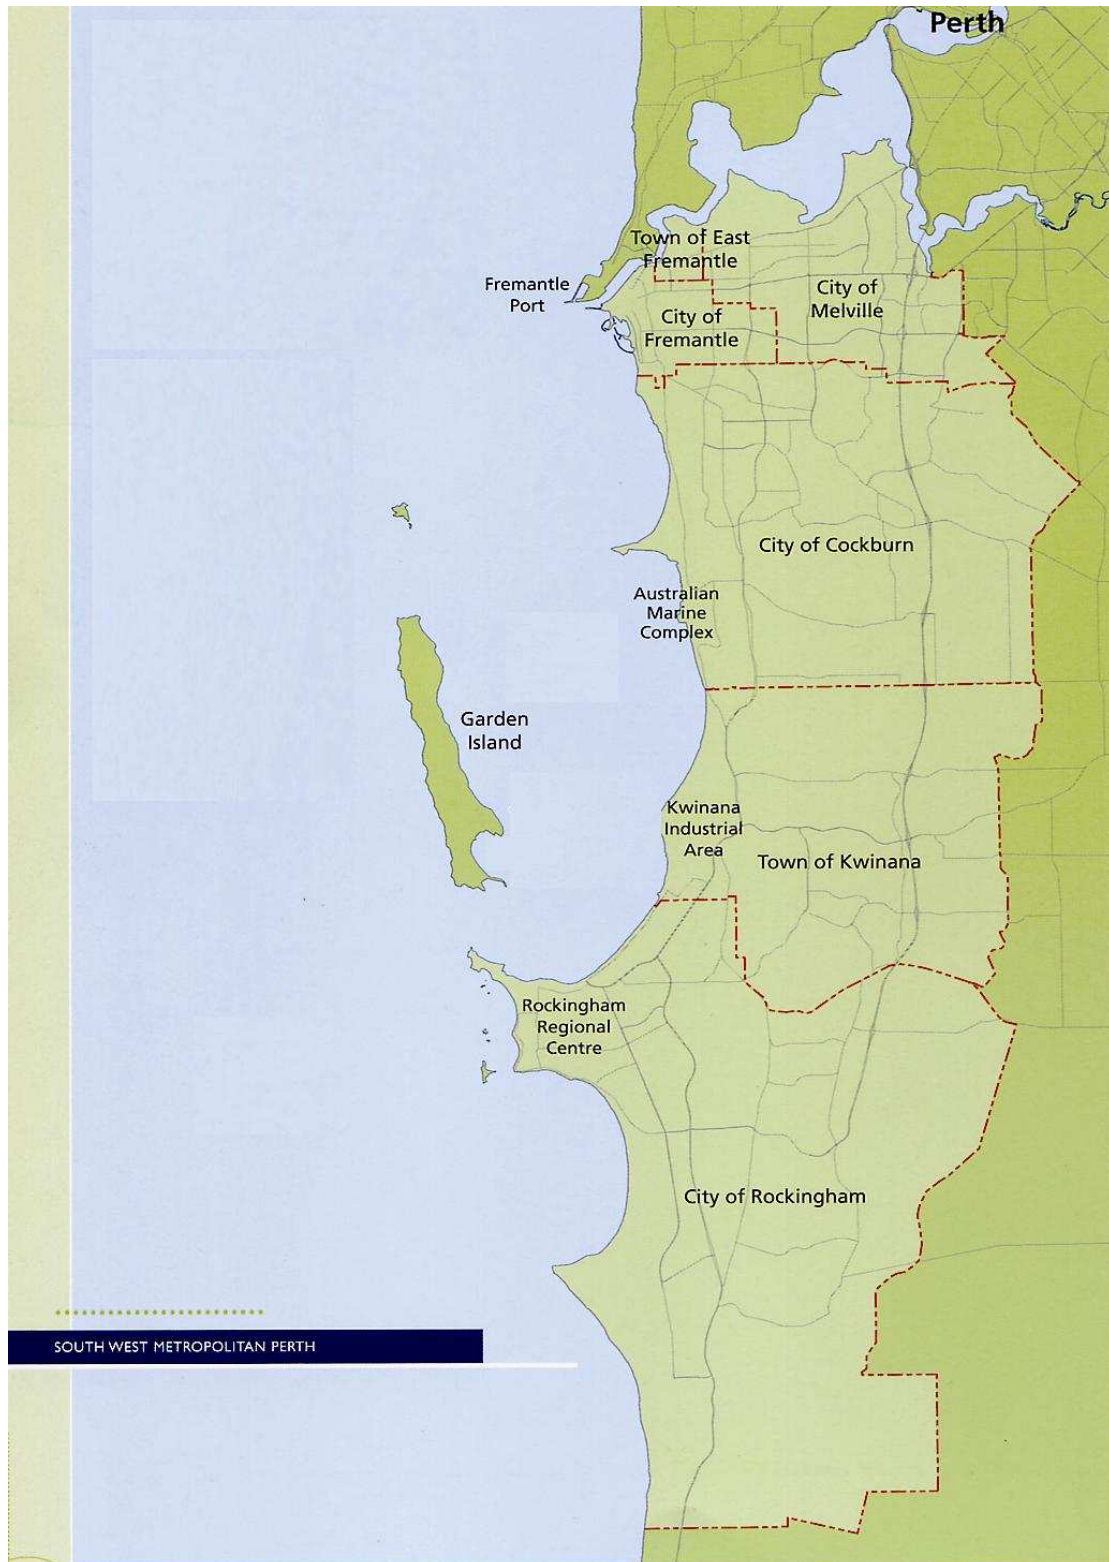 Perth
Town of East
Fremantle
Fremantle
Port
City of
Melville
City of
Fremantle
City of Cockburn
Australian
Marine
Complex
Garden
Island
Kwinana
Industrial
Area
Town of Kwinana
Rockingham
Regional
Centre
City of Rockingham
SOUTH WEST METROPOLITAN PERTH